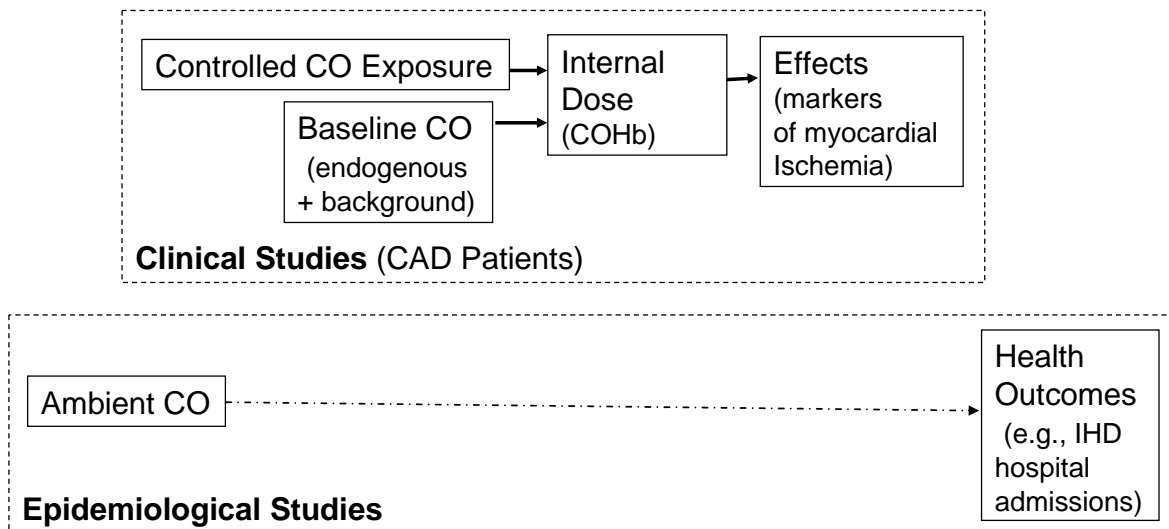 Controlled CO Exposure
Baseline CO
(endogenous
+ background)
Internal
Dose
(COHb)
Effects
(markers
of myocardial
Ischemia)
Clinical Studies (CAD Patients)
Ambient CO
Health
Outcomes
(e.g., IHD
hospital
admissions)
Epidemiological Studies